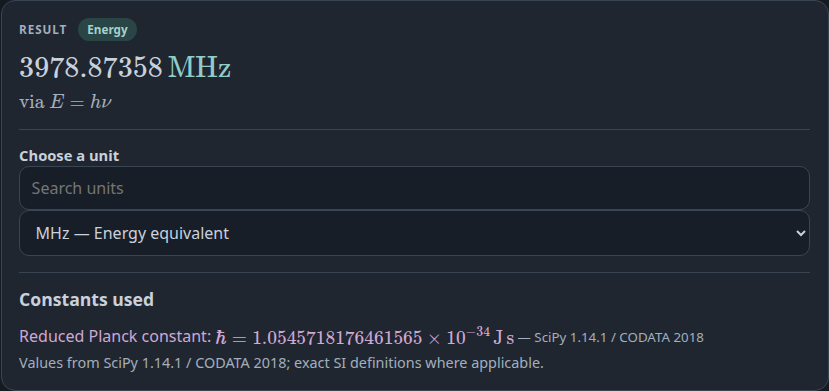 RESULT Energy
3978.87358 MHz
via E = hν
Choose a unit
Search units
MHz — Energy equivalent
Constants used
Reduced Planck constant: ℏ = 1.0545718176461565 × 10⁻³⁴ J s — SciPy 1.14.1 / CODATA 2018
Values from SciPy 1.14.1 / CODATA 2018; exact SI definitions where applicable.